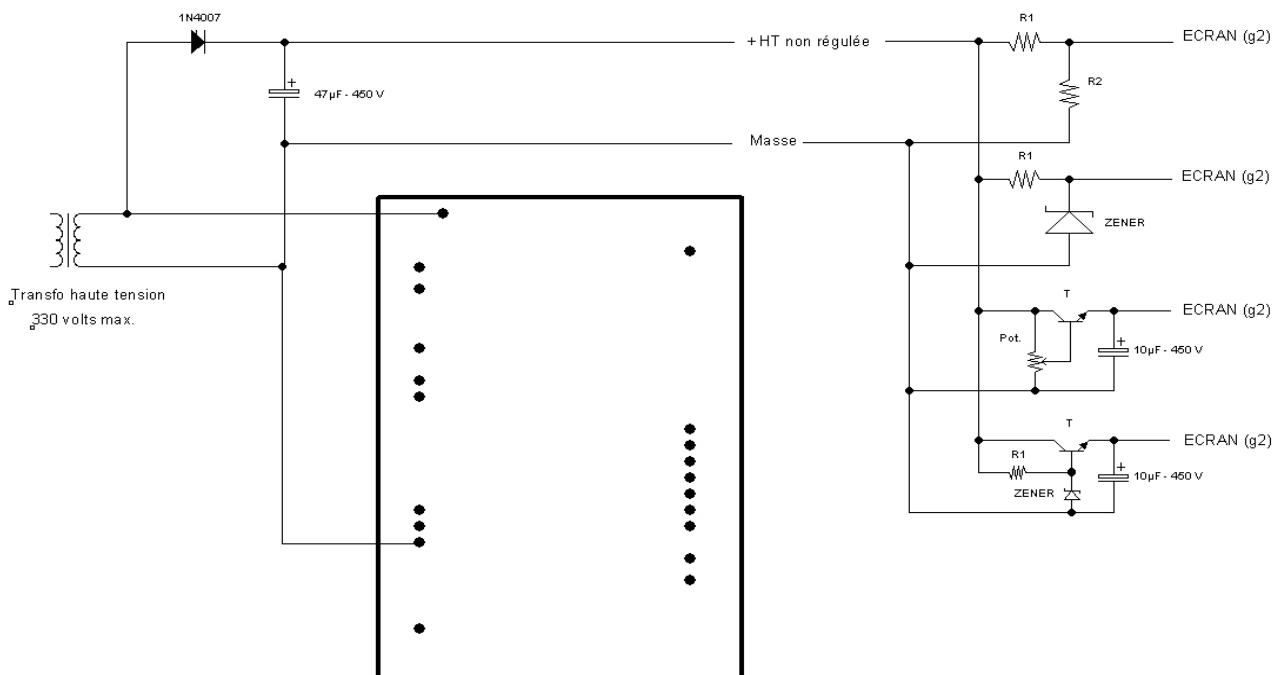 1N4007
R1
ECRAN (g2)
+HT non régulée
+
47µF - 450 V
R2
Masse
R1
ECRAN (g2)
ZENER
Transfo haute tension
330 volts max.
T
ECRAN (g2)
Pot.
+
10µF - 450 V
T
ECRAN (g2)
R1
+
10µF - 450 V
ZENER